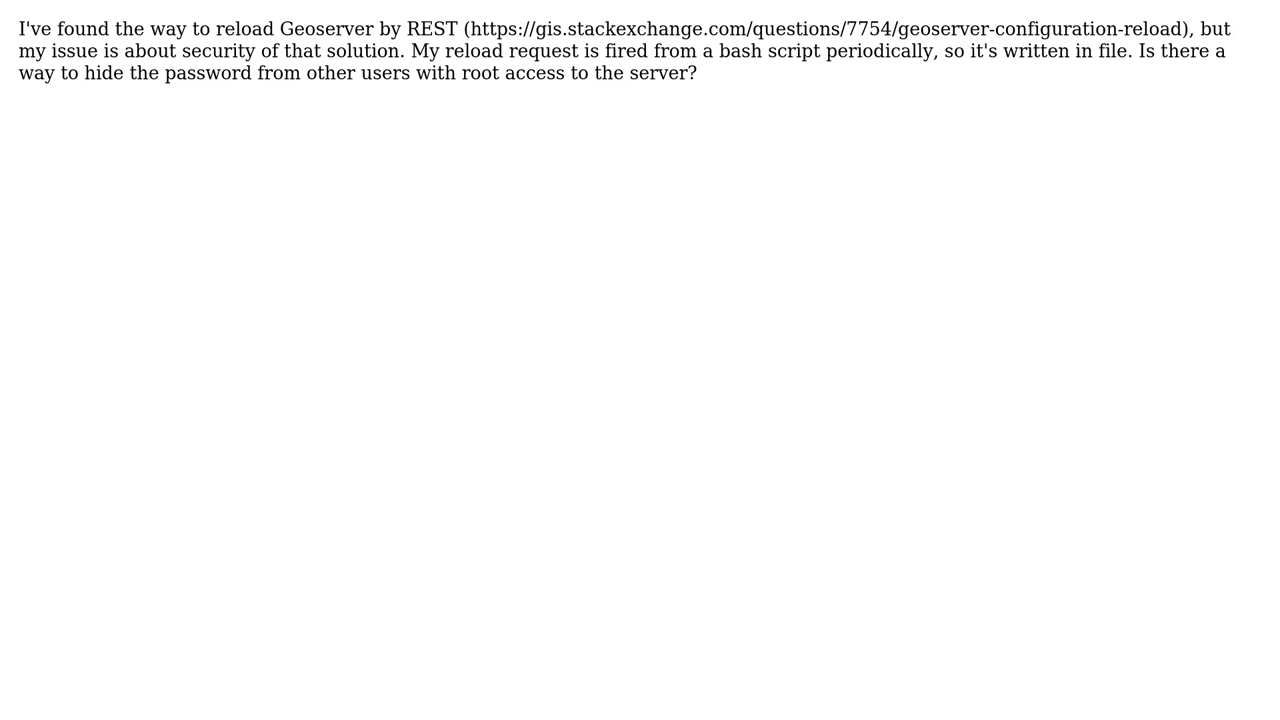 I've found the way to reload Geoserver by REST (https://gis.stackexchange.com/questions/7754/geoserver-configuration-reload), but
my issue is about security of that solution. My reload request is fired from a bash script periodically, so it's written in file. Is there a
way to hide the password from other users with root access to the server?